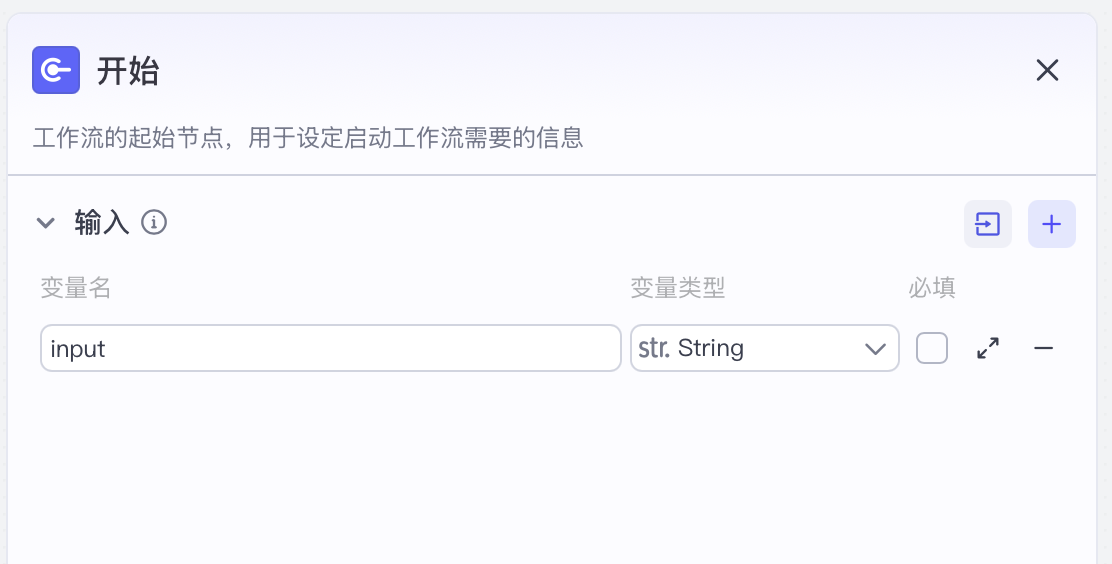 开始
工作流的起始节点，用于设定启动工作流需要的信息
输入
变量名 变量类型 必填
input str. String